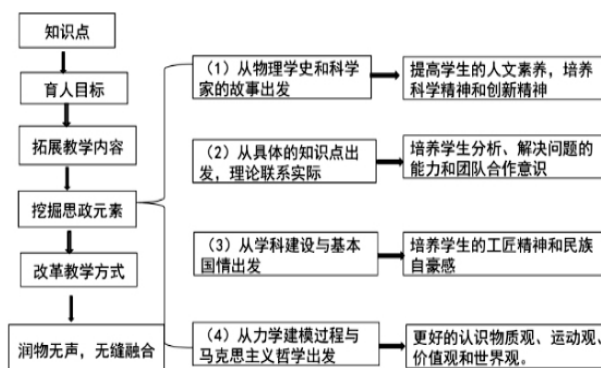 知识点
育人目标
拓展教学内容
挖掘思政元素
改革教学方式
润物无声，无缝融合
（1）从物理学史和科学
家的故事出发
提高学生的人文素养，培养
科学精神和创新精神
（2）从具体的知识点出
发，理论联系实际
培养学生分析、解决问题的
能力和团队合作意识
（3）从学科建设与基本
国情出发
培养学生的工匠精神和民族
自豪感
（4）从力学建模过程与
马克思主义哲学出发
更好的认识物质观、运动观、
价值观和世界观。